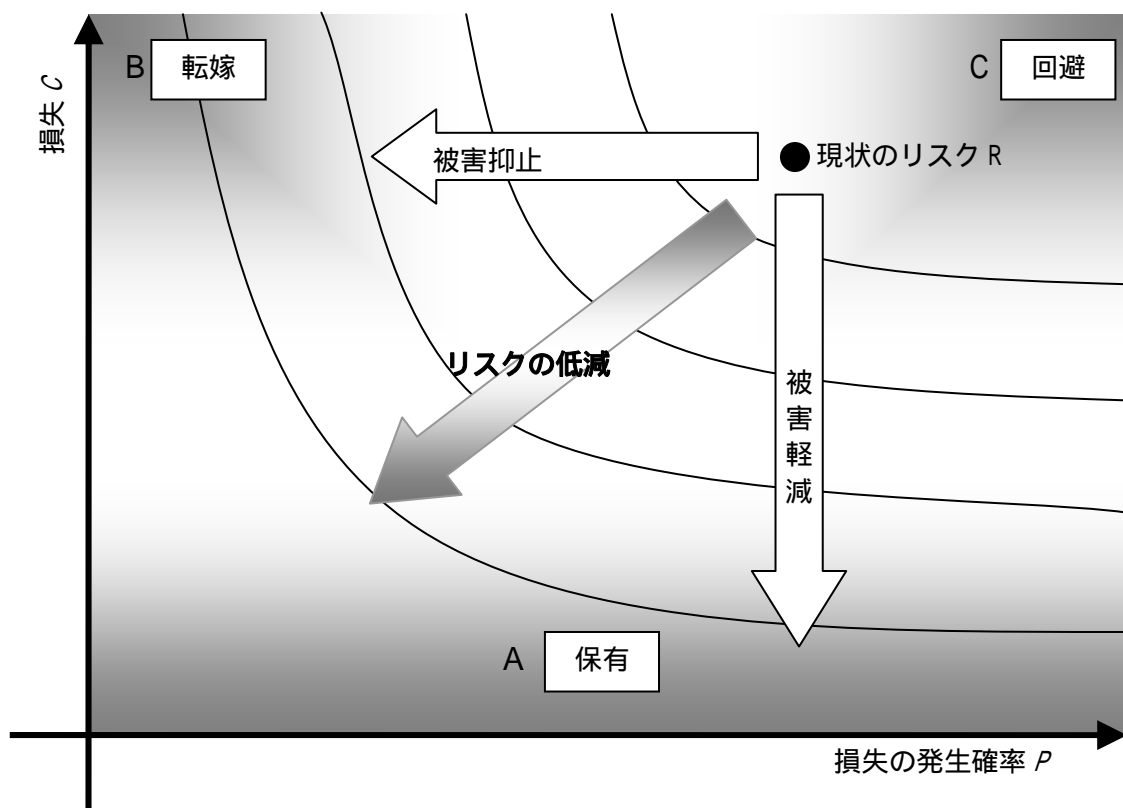 B 転嫁
C 回避
損失 C
被害抑止
現状のリスク R
リスクの低減
被害軽減
A 保有
損失の発生確率 P